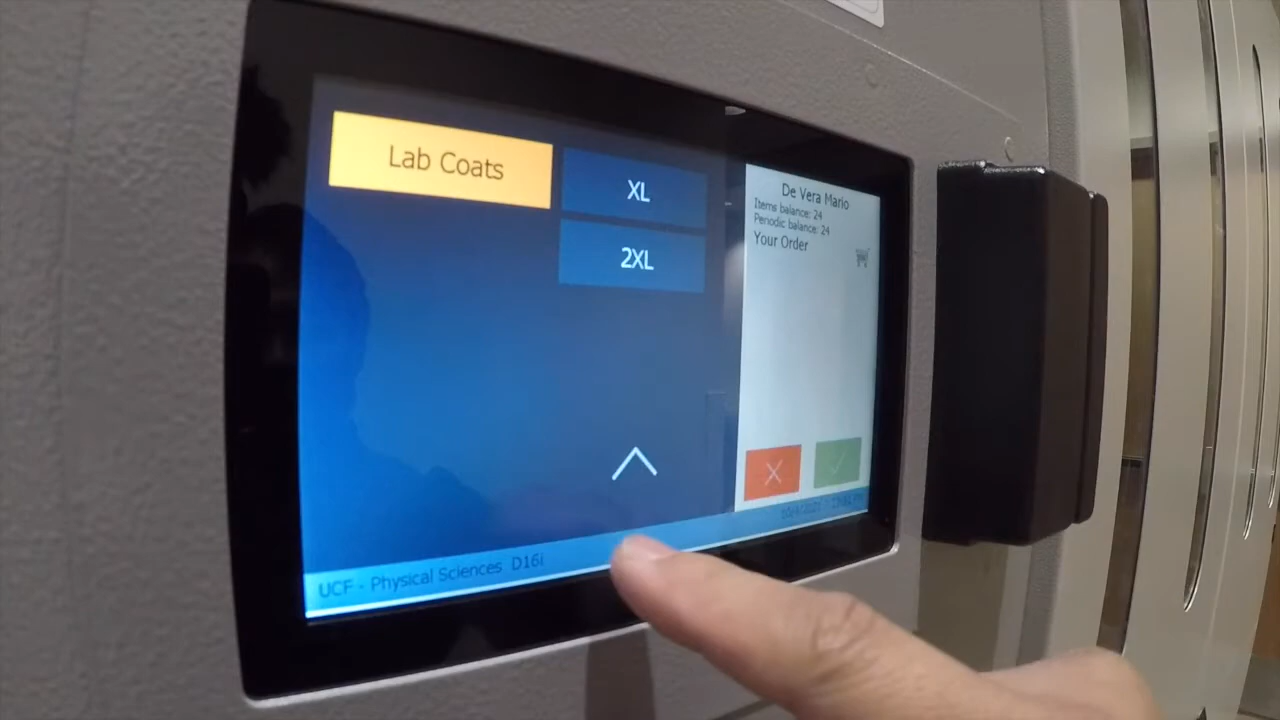 Lab Coats
XL
2XL
De Vera Mario
Items balance: 24
Periodic balance: 24
Your Order
UCF - Physical Sciences D16i